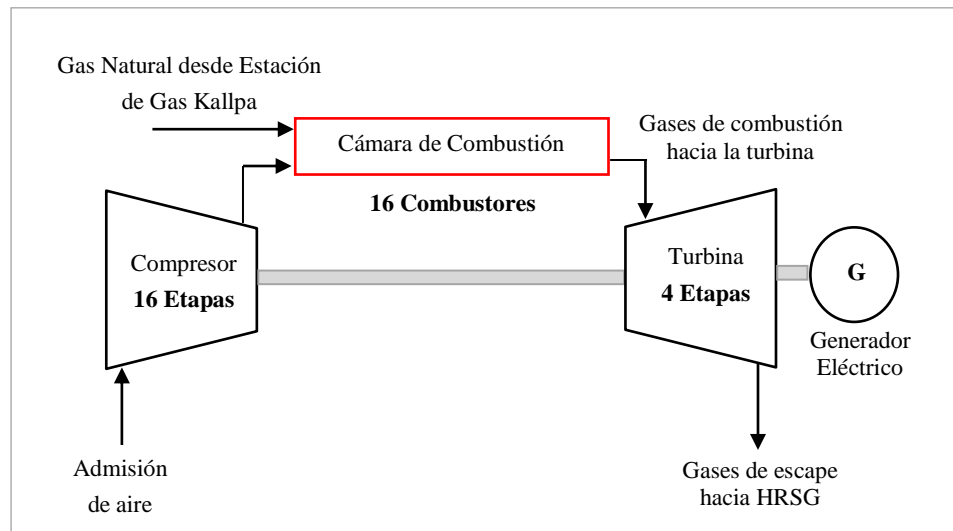 Gas Natural desde Estación
de Gas Kallpa
Cámara de Combustión
Gases de combustión
hacia la turbina
16 Combustores
Compresor
16 Etapas
Turbina
4 Etapas
G
Generador
Eléctrico
Admisión
de aire
Gases de escape
hacia HRSG